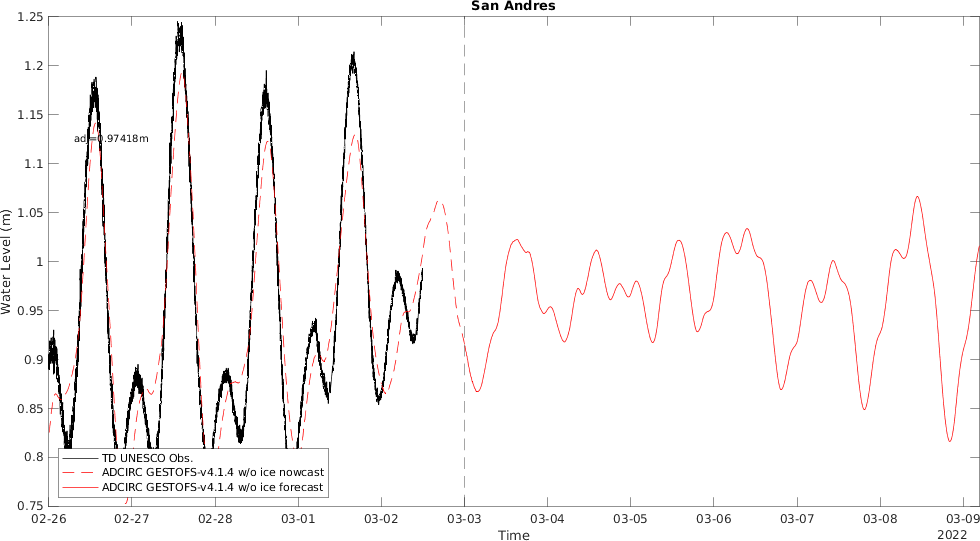 San Andres
1.25
1.2
1.15
1.1
1.05
1
0.95
0.9
0.85
0.8
0.75
Water Level (m)
adj=0.97418m
TD UNESCO Obs.
ADCIRC GESTOFS-v4.1.4 w/o ice nowcast
ADCIRC GESTOFS-v4.1.4 w/o ice forecast
02-26 02-27 02-28 03-01 03-02 03-03 03-04 03-05 03-06 03-07 03-08 03-09
Time
2022